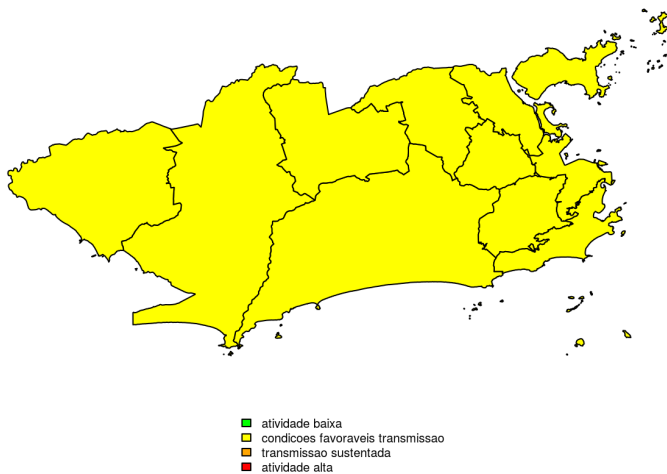 atividade baixa
condicoes favoraveis transmissao
transmissao sustentada
atividade alta